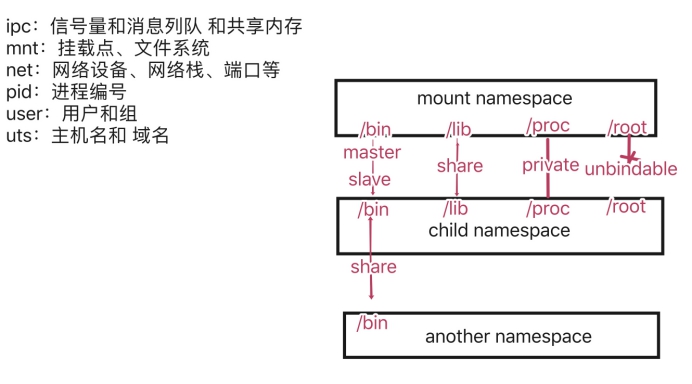 ipc：信号量和消息列队 和共享内存
mnt：挂载点、文件系统
net：网络设备、网络栈、端口等
pid：进程编号
user：用户和组
uts：主机名和 域名
mount namespace
/bin /lib /proc /root
master
slave
share
private
unbindable
/bin /lib /proc /root
child namespace
share
/bin
another namespace